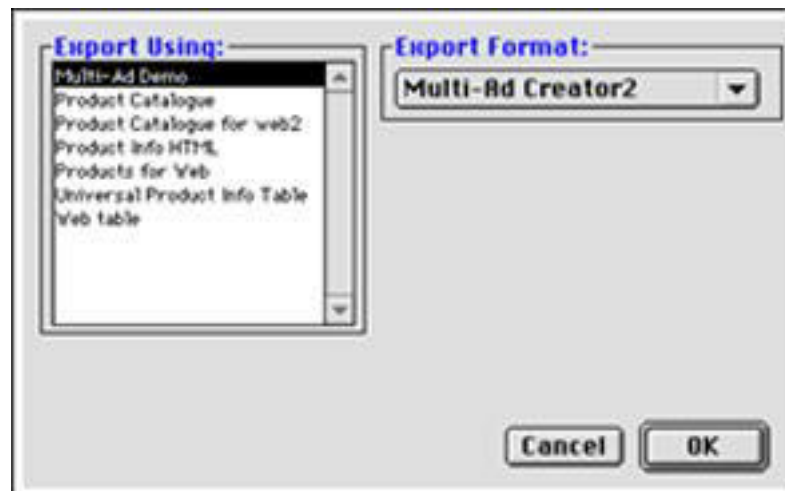 Export Using:
Multi-Ad Demo
Product Catalogue
Product Catalogue for web2
Product Info HTML
Products for Web
Universal Product Info Table
Web table
Export Format:
Multi-Ad Creator2
Cancel
OK